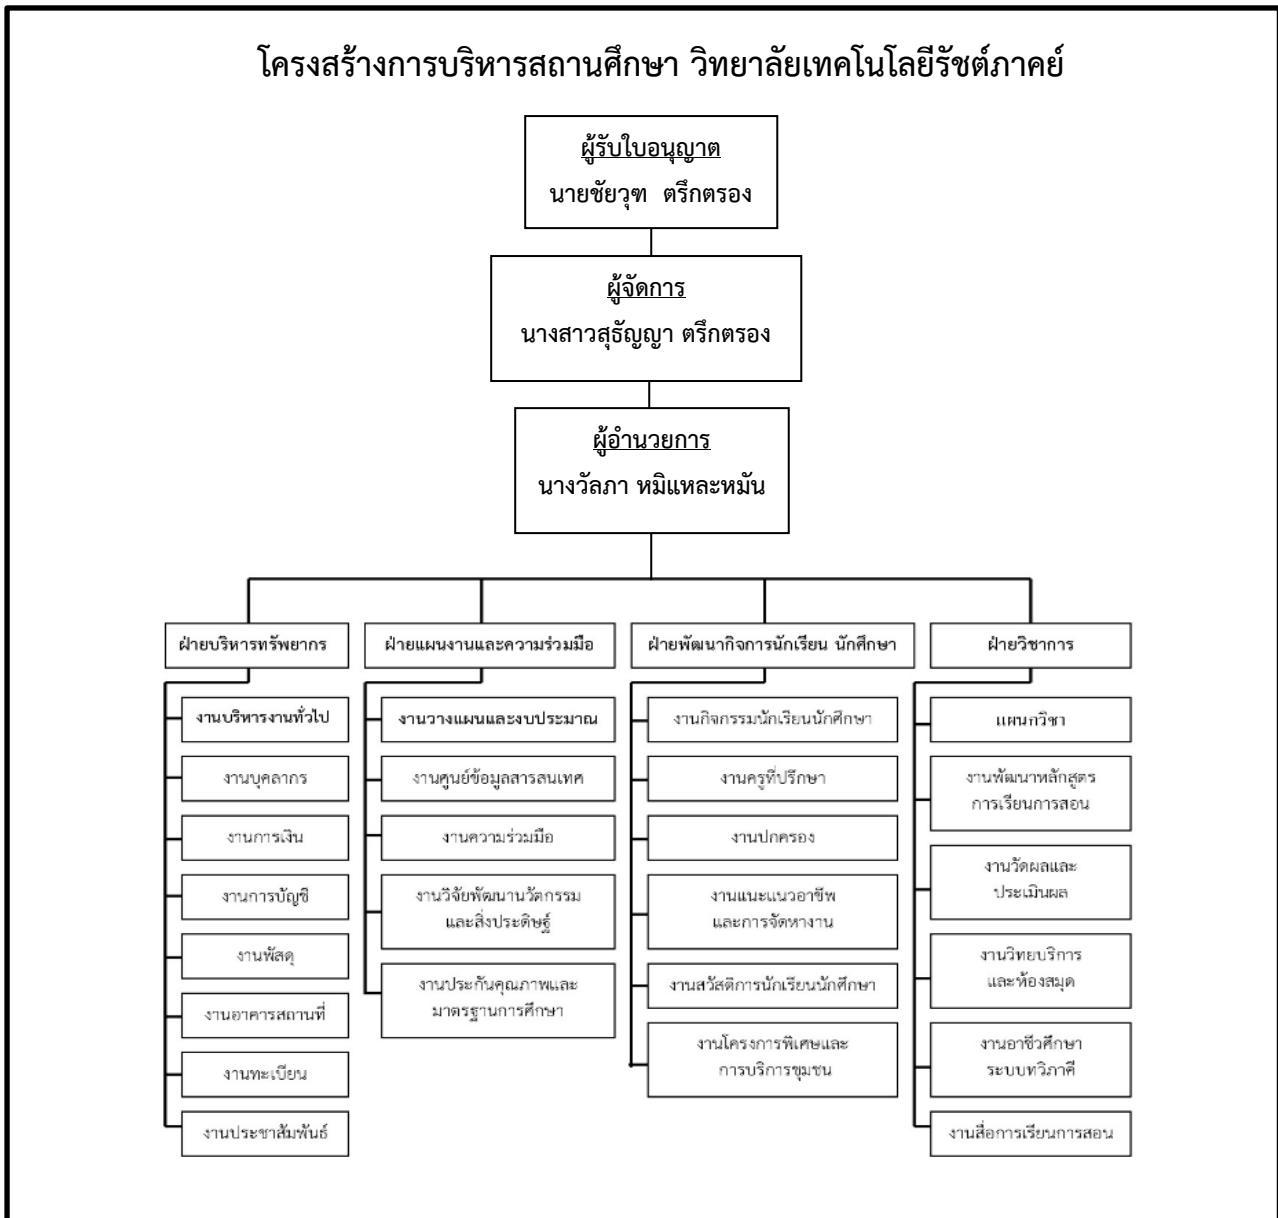 โครงสร้างการบริหารสถานศึกษา วิทยาลัยเทคโนโลยีรัชต์ภาคย์
ผู้รับใบอนุญาต
นายชัยวุฑ ตรึกตรอง
ผู้จัดการ
นางสาวสุธัญญา ตรึกตรอง
ผู้อำนวยการ
นางวัลภา หมิแหละหมัน
ฝ่ายบริหารทรัพยากร
งานบริหารงานทั่วไป
งานบุคลากร
งานการเงิน
งานการบัญชี
งานพัสดุ
งานอาคารสถานที่
งานทะเบียน
งานประชาสัมพันธ์
ฝ่ายแผนงานและความร่วมมือ
งานวางแผนและงบประมาณ
งานศูนย์ข้อมูลสารสนเทศ
งานความร่วมมือ
งานวิจัยพัฒนานวัตกรรม
และสิ่งประดิษฐ์
งานประกันคุณภาพและ
มาตรฐานการศึกษา
ฝ่ายพัฒนากิจการนักเรียน นักศึกษา
งานกิจกรรมนักเรียนนักศึกษา
งานครูที่ปรึกษา
งานปกครอง
งานแนะแนวอาชีพ
และการจัดหางาน
งานสวัสดิการนักเรียนนักศึกษา
งานโครงการพิเศษและ
การบริการชุมชน
ฝ่ายวิชาการ
แผนกวิชา
งานพัฒนาหลักสูตร
การเรียนการสอน
งานวัดผลและ
ประเมินผล
งานวิทยบริการ
และห้องสมุด
งานอาชีวศึกษา
ระบบทวิภาคี
งานสื่อการเรียนการสอน